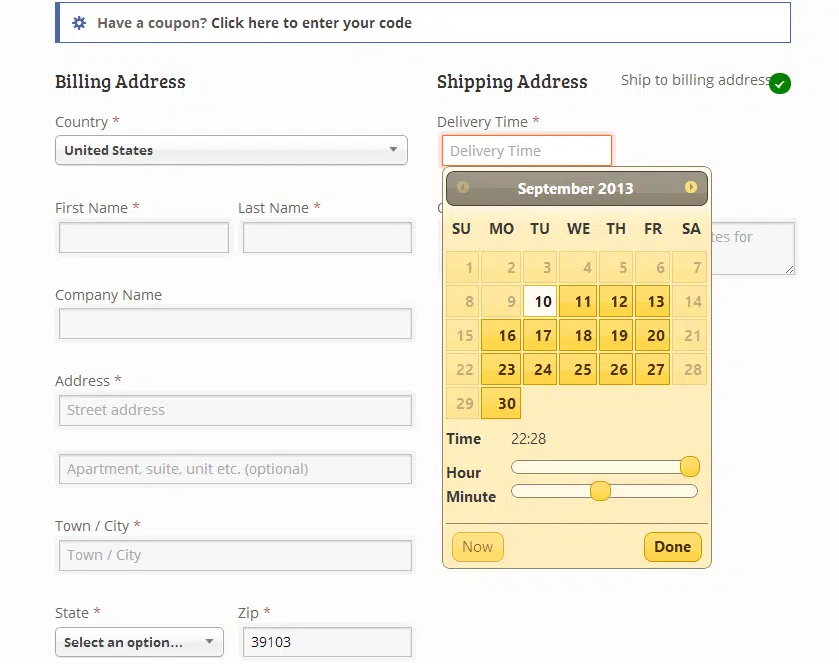 Have a coupon? Click here to enter your code
Billing Address
Country *
United States
First Name * Last Name *
Company Name
Address *
Street address
Apartment, suite, unit etc. (optional)
Town / City *
Town / City
State * Zip *
Select an option... 39103
Shipping Address Ship to billing address
Delivery Time *
Delivery Time
September 2013
SU MO TU WE TH FR SA
1 2 3 4 5 6 7
8 9 10 11 12 13 14
15 16 17 18 19 20 21
22 23 24 25 26 27 28
29 30
for
Time 22:28
Hour
Minute
Now Done